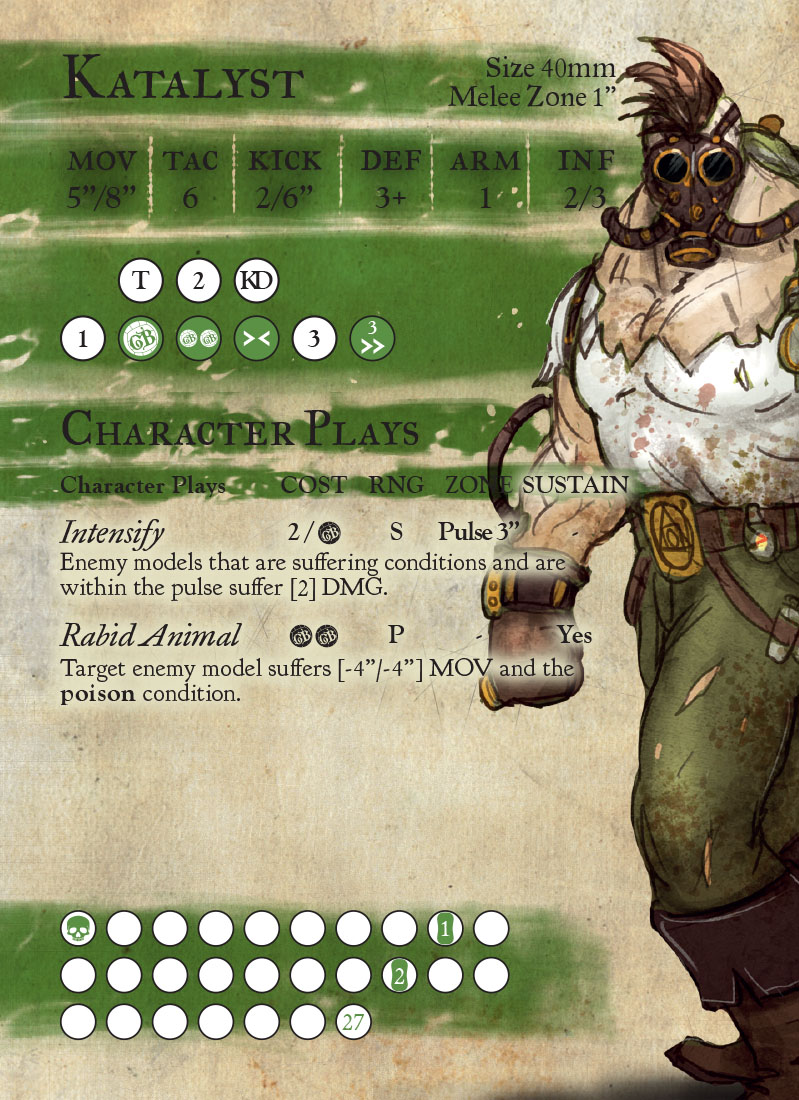 KATALYST
Size 40mm
Melee Zone 1”
MOV TAC KICK DEF ARM INF
5”/8” 6 2/6” 3+ 1 2/3
T 2 KD
1 GB GB GB >< 3 3 >>
CHARACTER PLAYS
Character Plays COST RNG ZONE SUSTAIN
Intensify 2/GB S Pulse 3”
Enemy models that are suffering conditions and are
within the pulse suffer [2] DMG.
Rabid Animal GB GB P - Yes
Target enemy model suffers [-4”/-4”] MOV and the
poison condition.
1
2
27